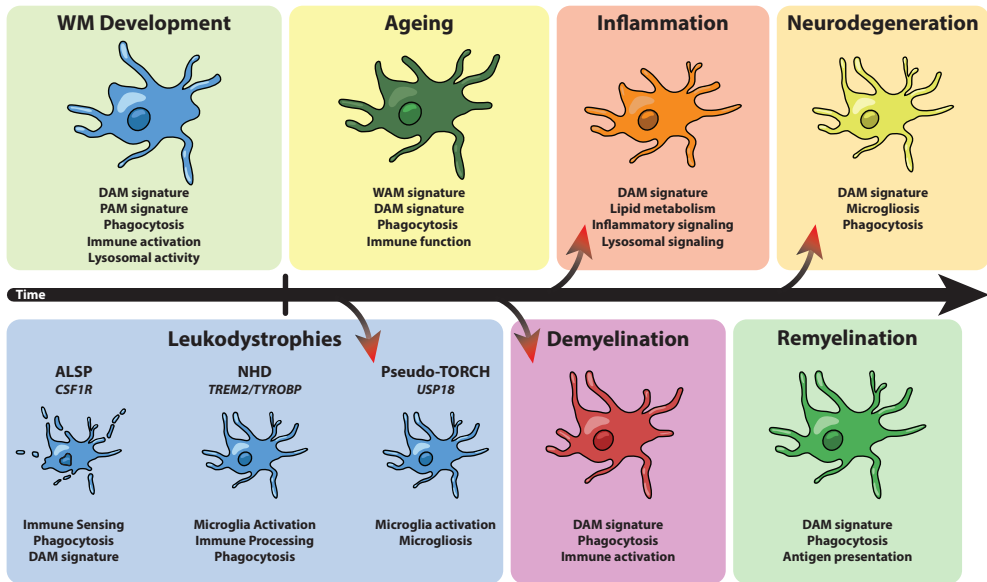 WM Development
DAM signature
PAM signature
Phagocytosis
Immune activation
Lysosomal activity
Ageing
WAM signature
DAM signature
Phagocytosis
Immune function
Inflammation
DAM signature
Lipid metabolism
Inflammatory signaling
Lysosomal signaling
Neurodegeneration
DAM signature
Microgliosis
Phagocytosis
Time
Leukodystrophies
ALSP
CSF1R
Immune Sensing
Phagocytosis
DAM signature
NHD
TREM2/TYROBP
Microglia Activation
Immune Processing
Phagocytosis
Pseudo-TORCH
USP18
Microglia activation
Microgliosis
Demyelination
DAM signature
Phagocytosis
Immune activation
Remyelination
DAM signature
Phagocytosis
Antigen presentation